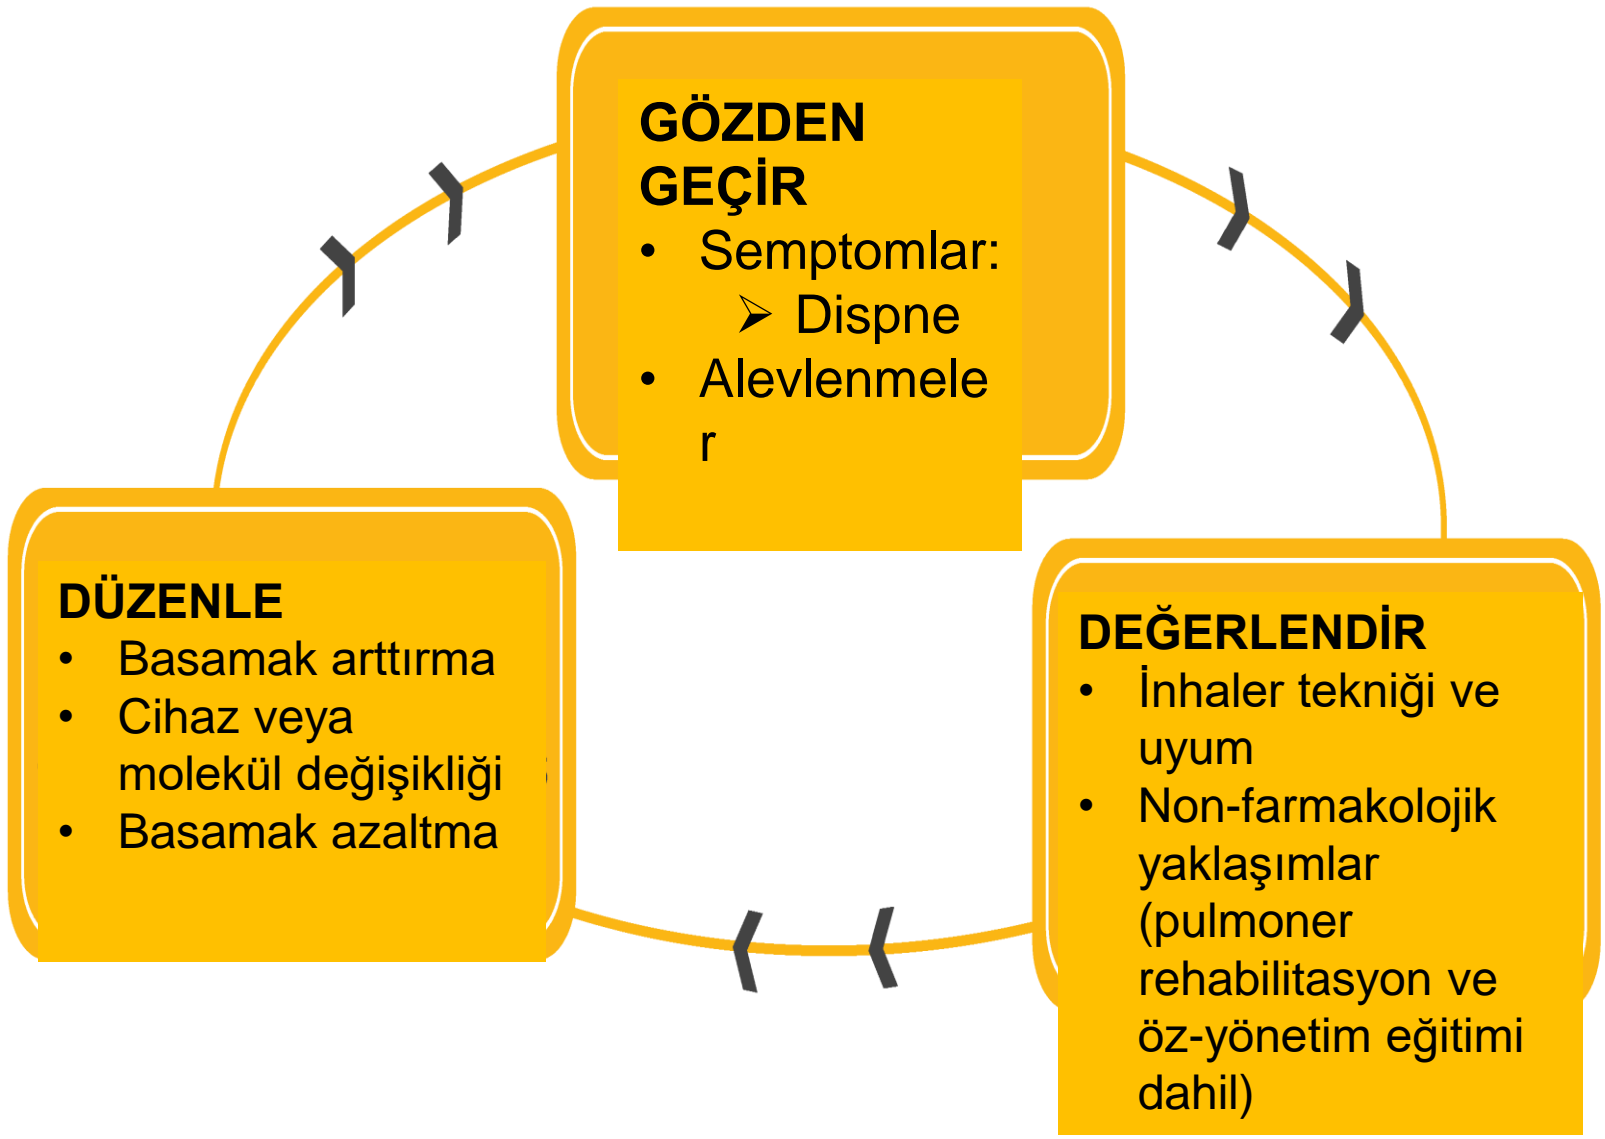 GÖZDEN
GEÇİR
• Semptomlar:
➢ Dispne
• Alevlenmele
r
DEĞERLENDİR
• İnhaler tekniği ve
uyum
• Non-farmakolojik
yaklaşımlar
(pulmoner
rehabilitasyon ve
öz-yönetim eğitimi
dahil)
DÜZENLE
• Basamak arttırma
• Cihaz veya
molekül değişikliği
• Basamak azaltma